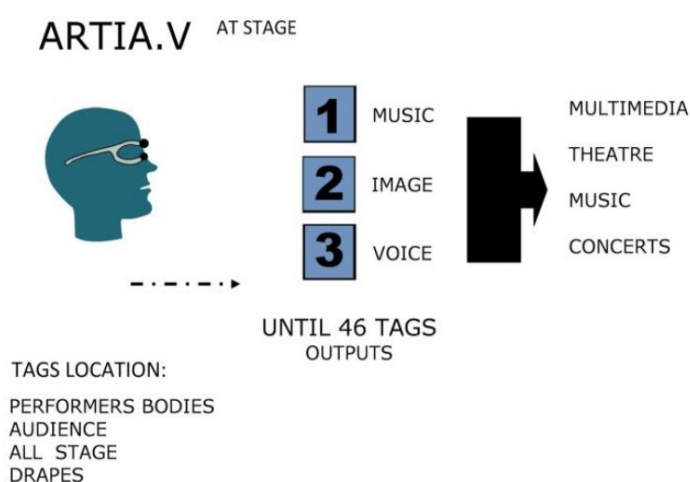 ARTIA.V AT STAGE
1 MUSIC
2 IMAGE
3 VOICE
MULTIMEDIA
THEATRE
MUSIC
CONCERTS
UNTIL 46 TAGS
OUTPUTS
TAGS LOCATION:
PERFORMERS BODIES
AUDIENCE
ALL STAGE
DRAPES